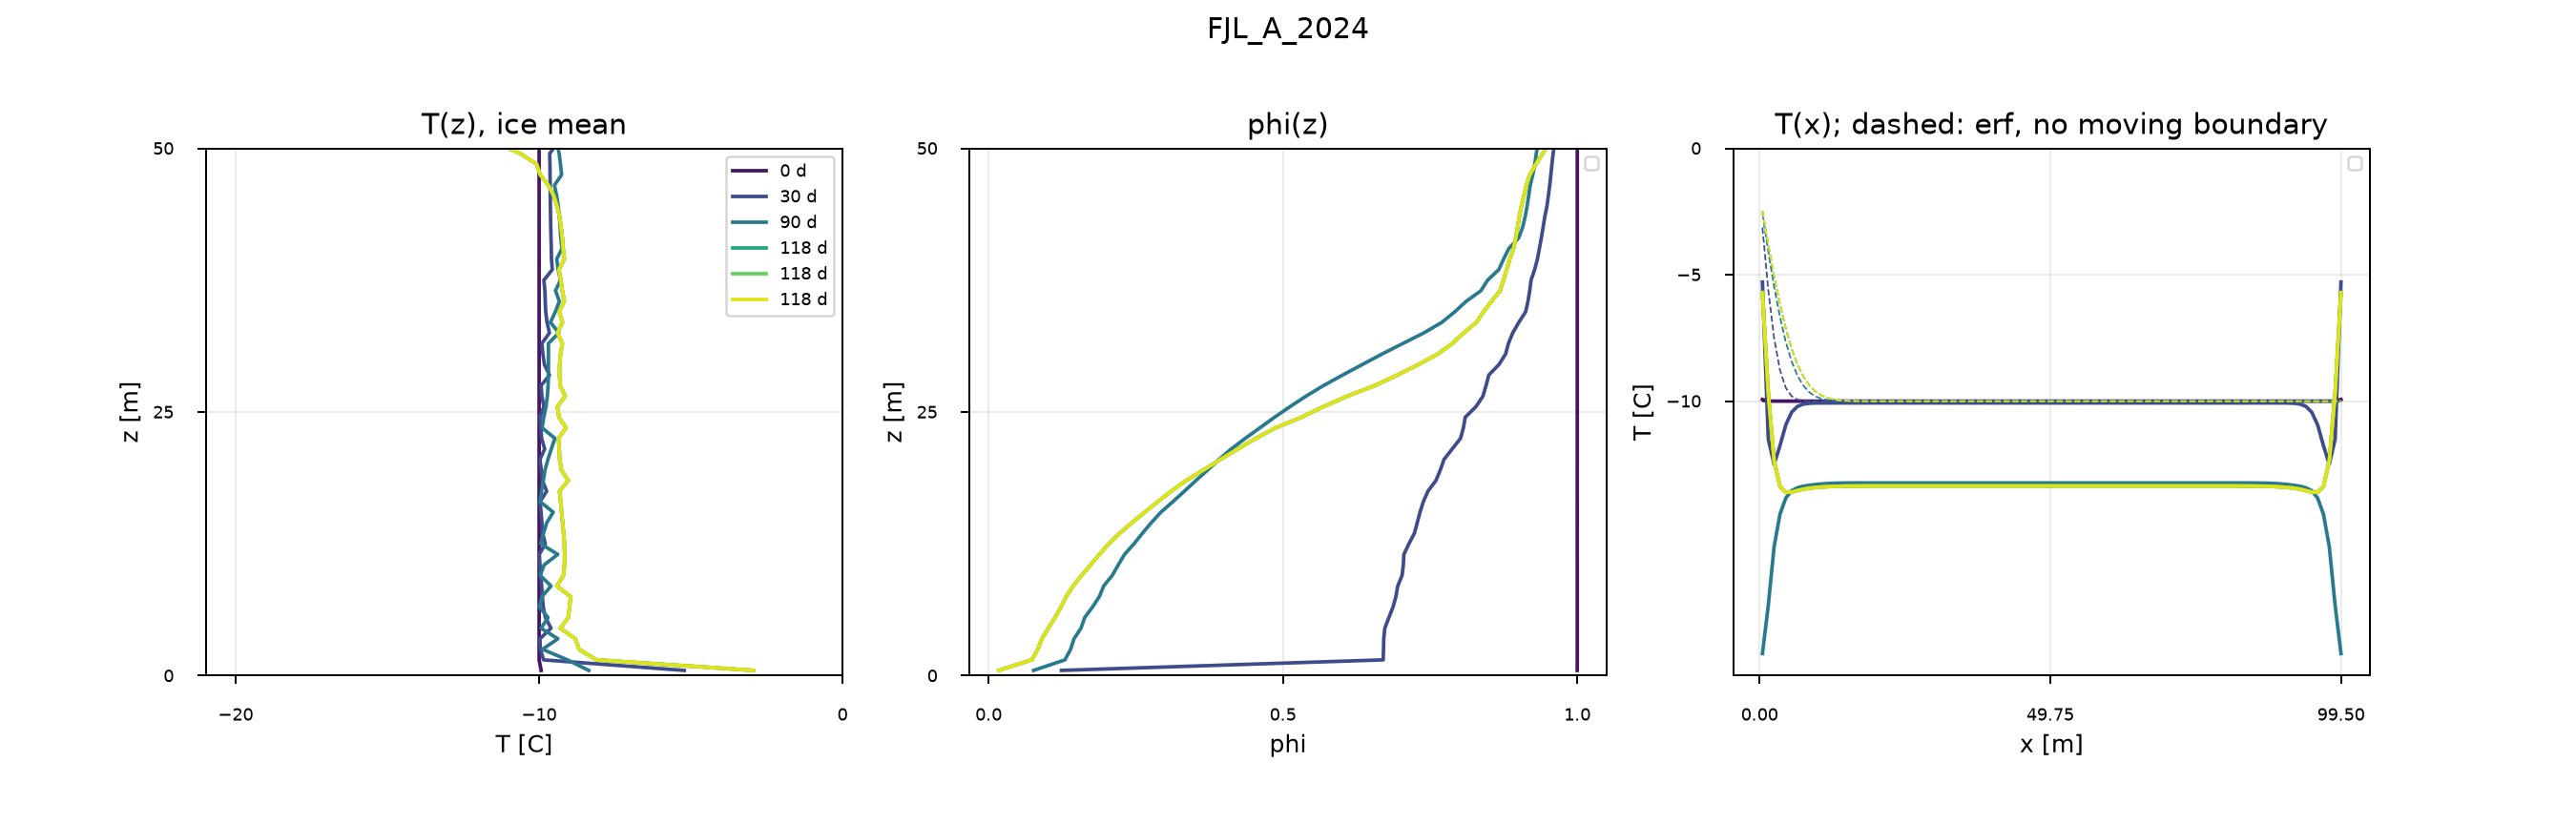 FJL_A_2024
T(z), ice mean
50
25
0
z [m]
−20
−10
0
T [C]
0 d
30 d
90 d
118 d
118 d
118 d
phi(z)
50
25
0
z [m]
0.0
0.5
1.0
phi
T(x); dashed: erf, no moving boundary
0
−5
−10
T [C]
0.00
49.75
99.50
x [m]